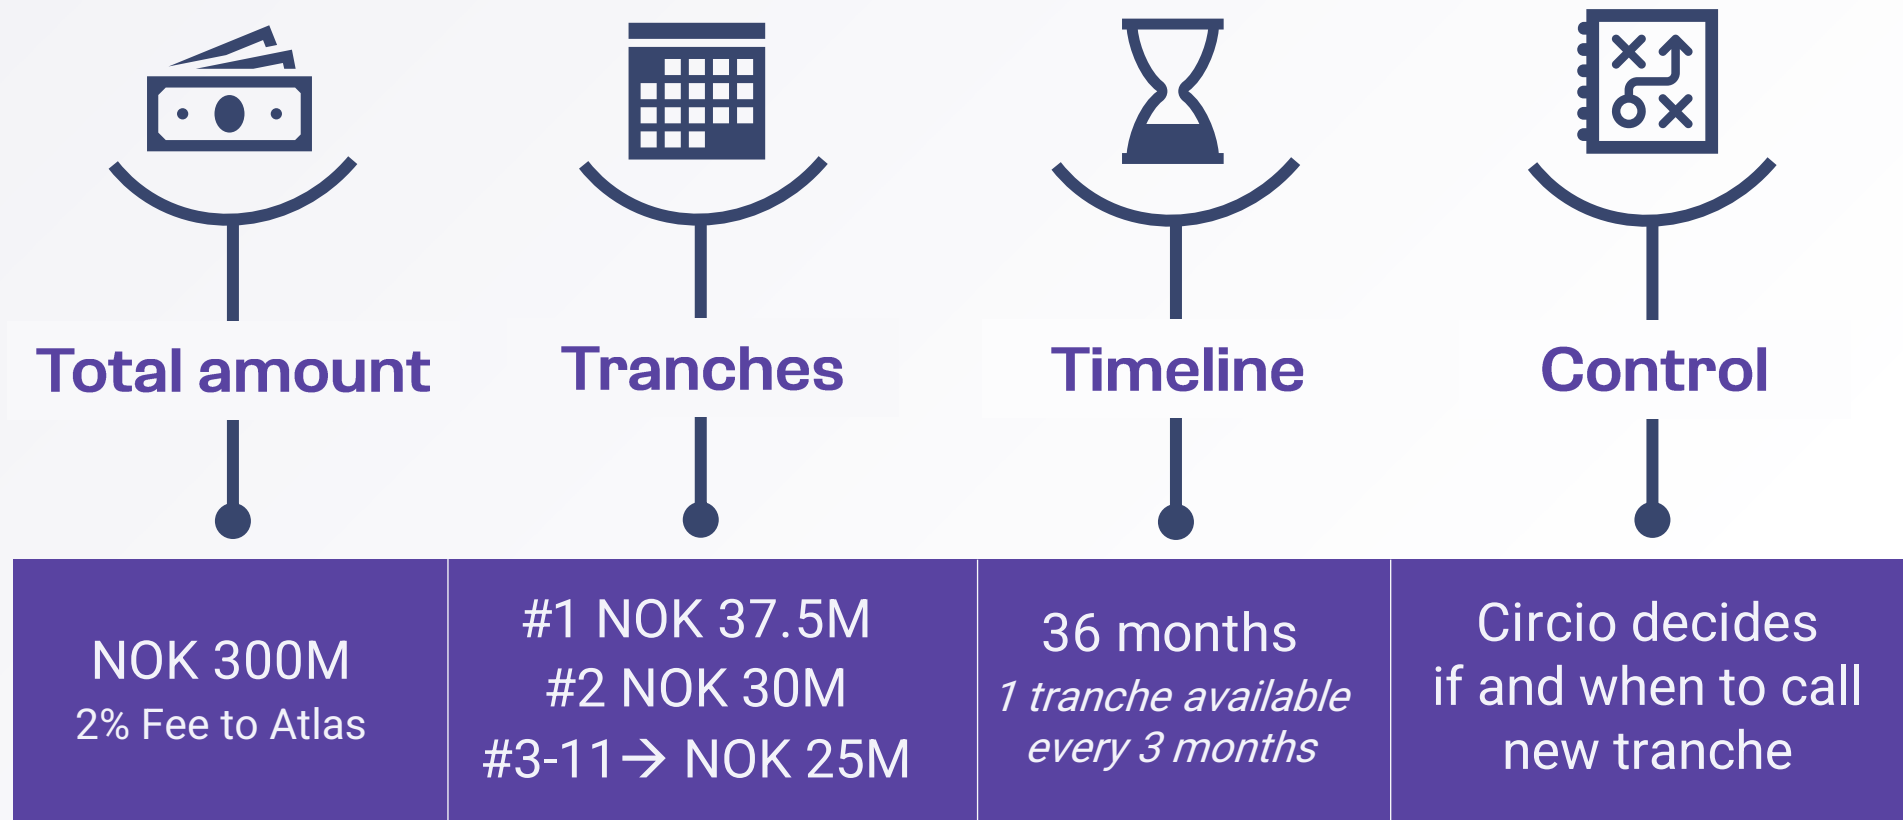 Total amount
Tranches
Timeline
Control
NOK 300M
2% Fee to Atlas
#1 NOK 37.5M
#2 NOK 30M
#3-11→ NOK 25M
36 months
1 tranche available
every 3 months
Circio decides
if and when to call
new tranche